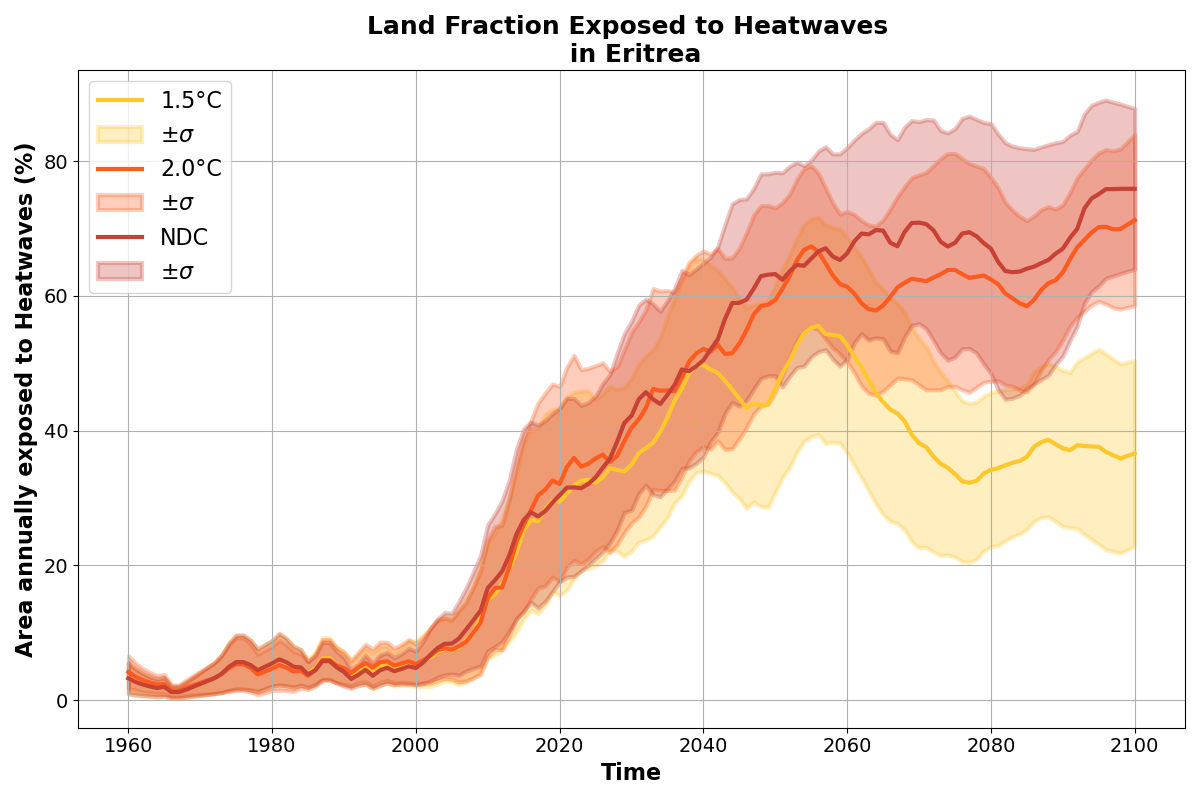 Land Fraction Exposed to Heatwaves
in Eritrea
1.5°C
±σ
2.0°C
±σ
NDC
±σ
Area annually exposed to Heatwaves (%)
80
60
40
20
0
1960
1980
2000
2020
2040
2060
2080
2100
Time